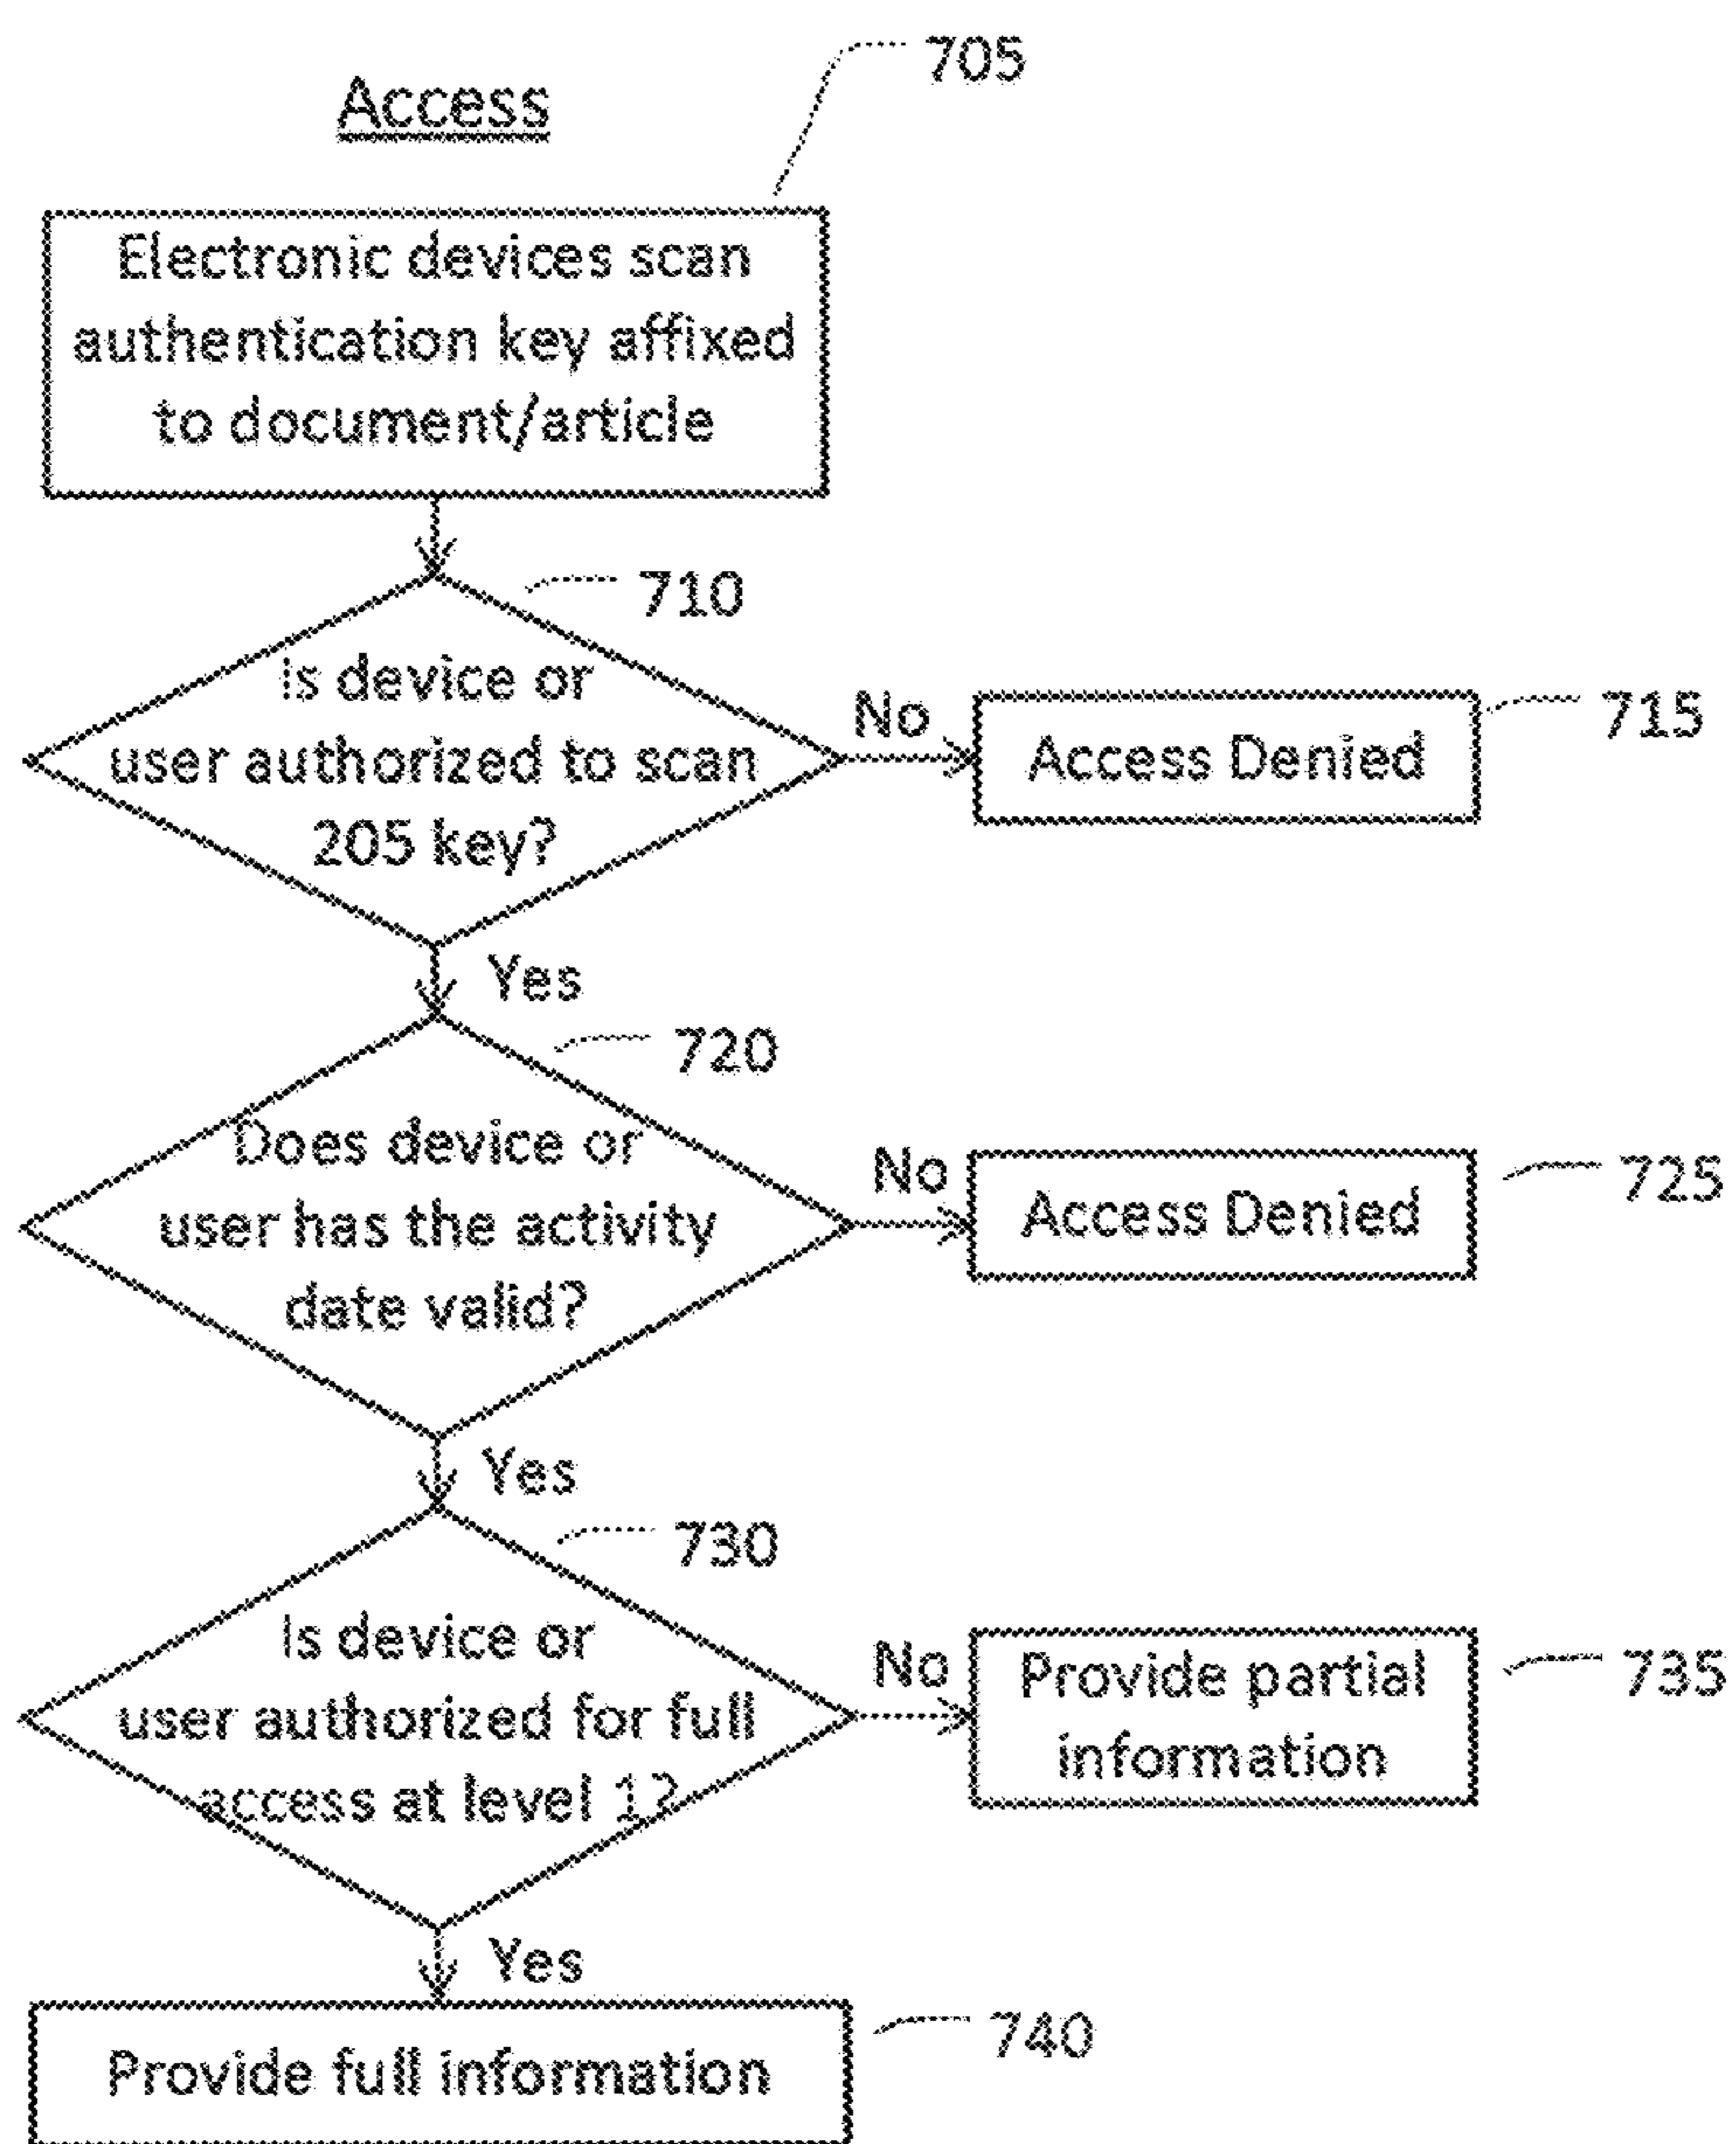 705
Access
Electronic devices scan
authentication key affixed
to document/article
710
Is device or
user authorized to scan
205 key?
No
Access Denied
715
Yes
720
Does device or
user has the activity
date valid?
No
Access Denied
725
Yes
730
Is device or
user authorized for full
access at level 1?
No
Provide partial
information
735
Yes
740
Provide full information